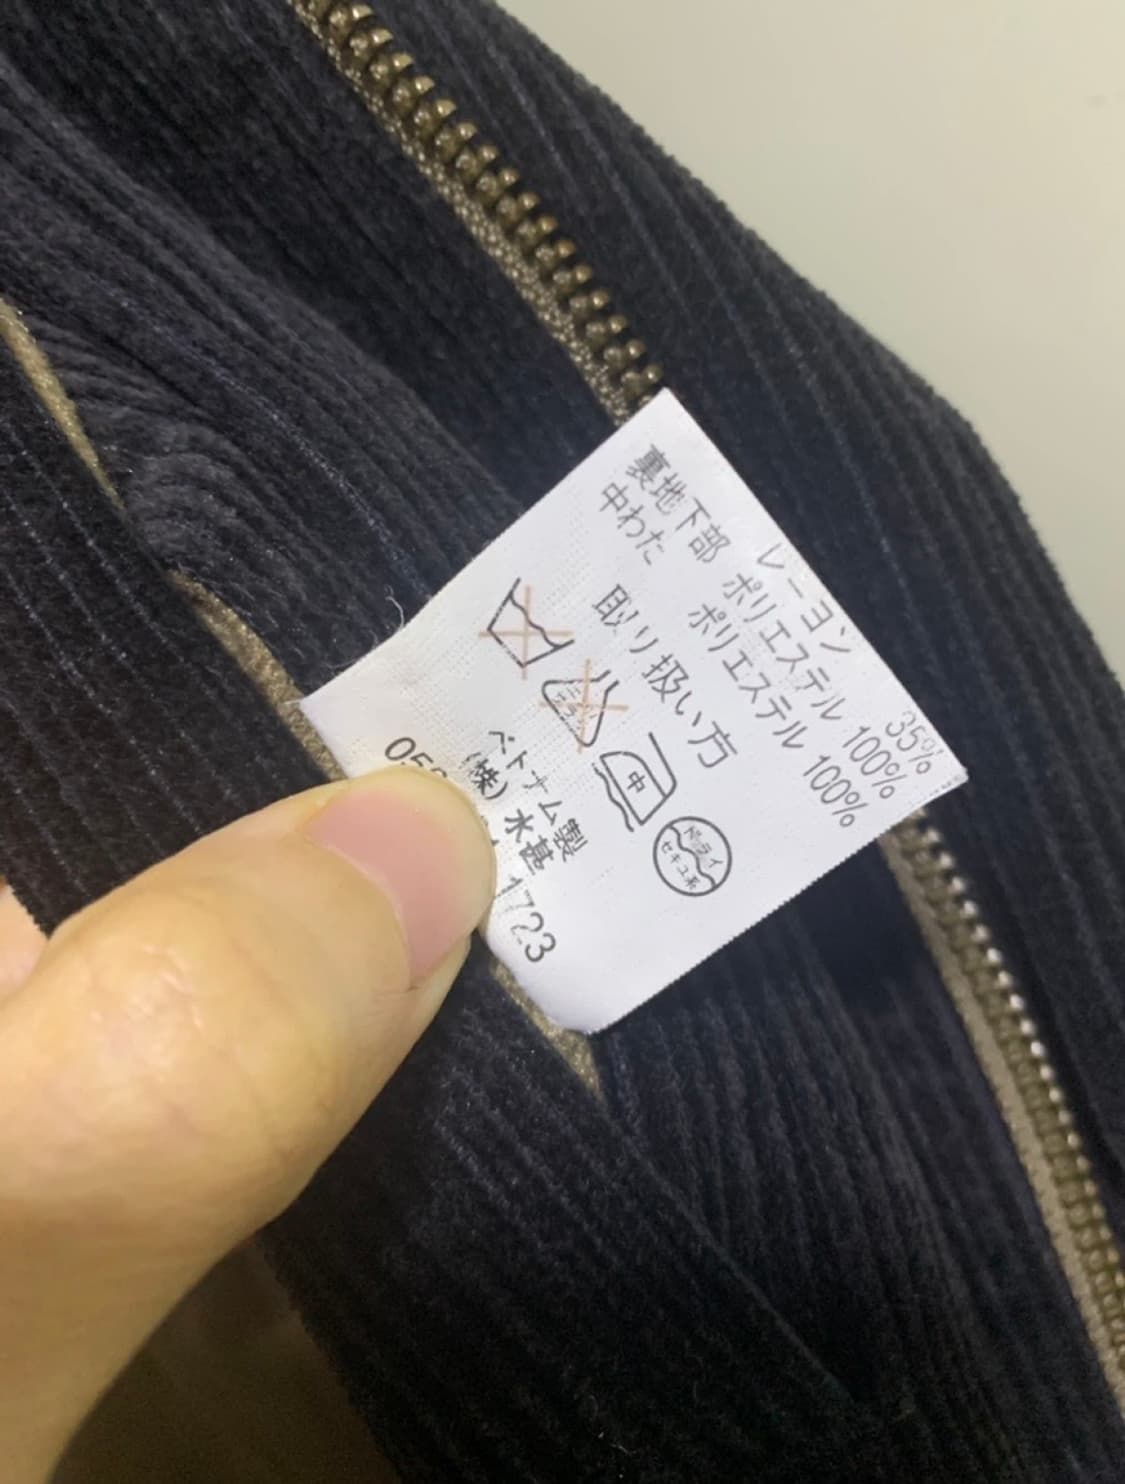 レーヨン 35%
裏地下部 ポリエステル 100%
中わた ポリエステル 100%
取り扱い方
中
ドライ
セキユ系
ベトナム製
(株)水甚
1723